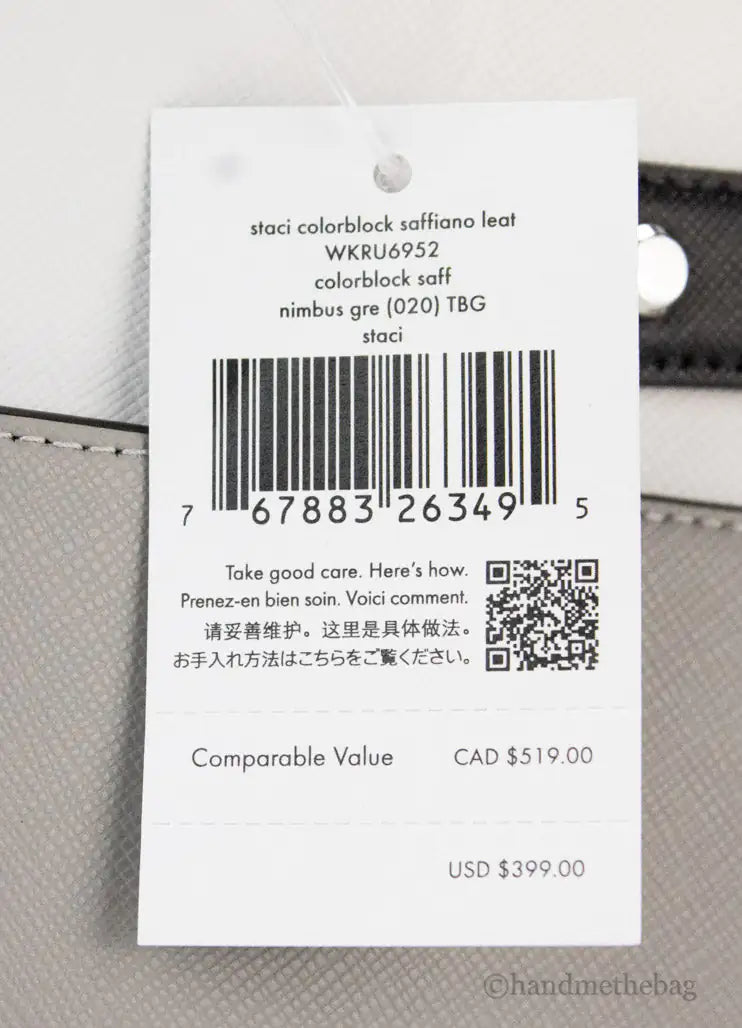 staci colorblock saffiano leat
WKRU6952
colorblock saff
nimbus gre (020) TBG
staci
7 67883 26349 5
Take good care. Here's how.
Prenez-en bien soin. Voici comment.
请妥善维护。这里是具体做法。
お手入れ方法はこちらをご覧ください。
Comparable Value CAD $519.00
USD $399.00
©handmethebag